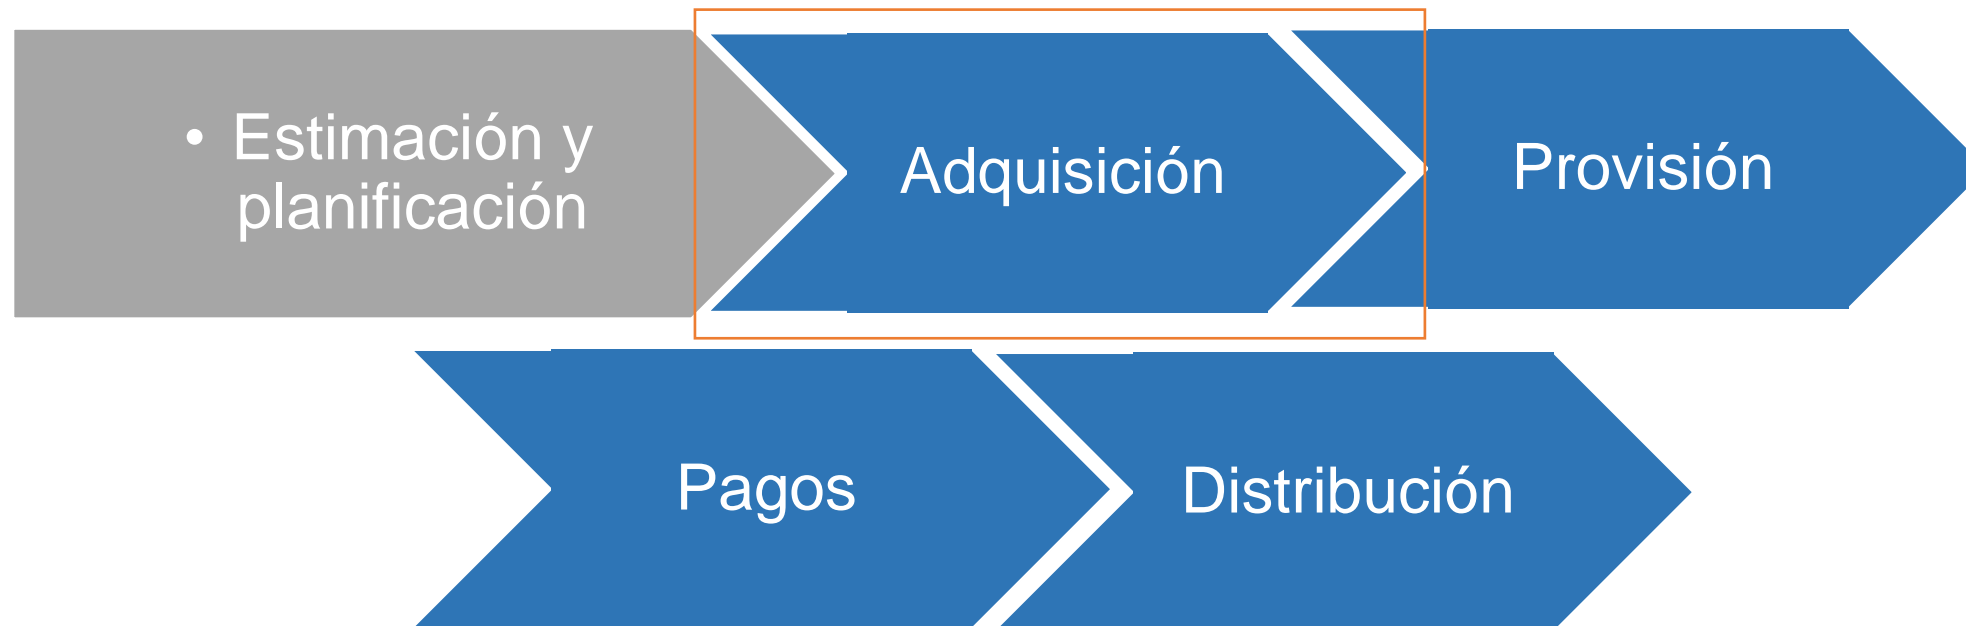 • Estimación y
planificación
Adquisición
Provisión
Pagos
Distribución